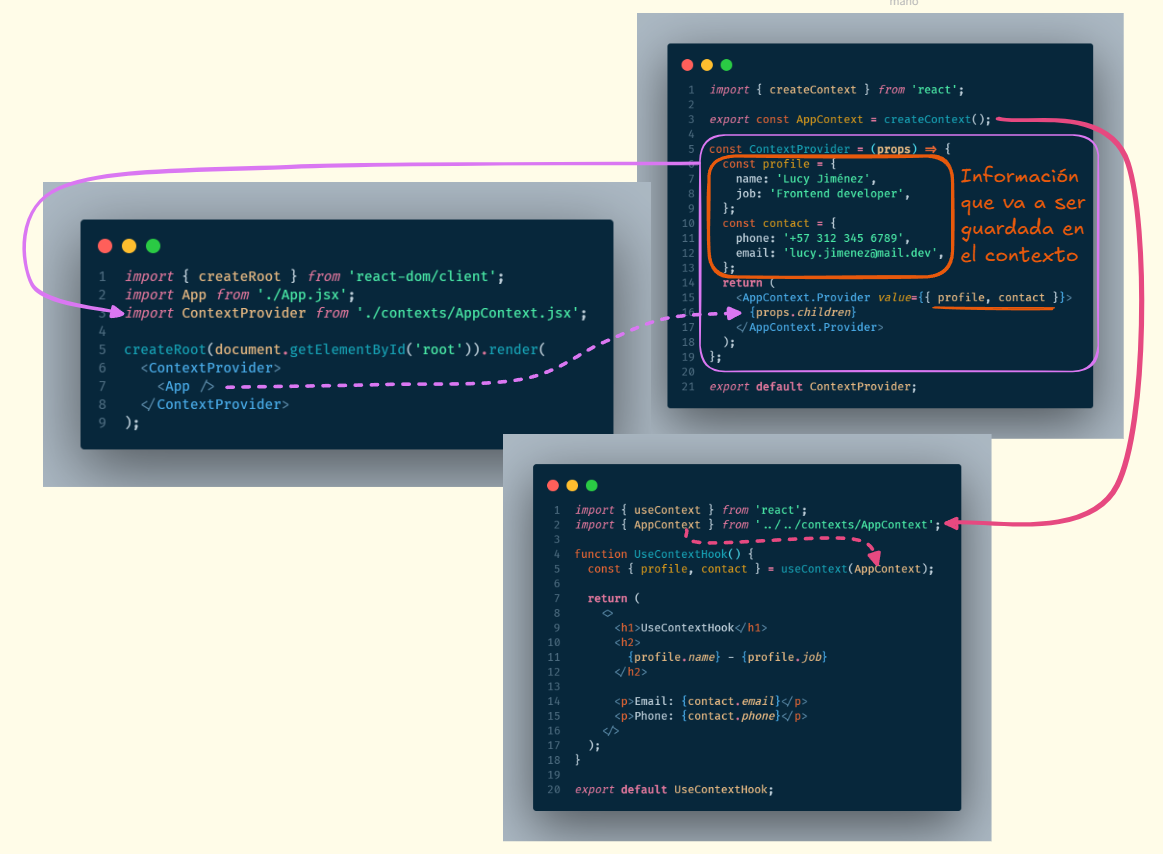 mano
1 import { createContext } from 'react';
2
3 export const AppContext = createContext();
4
5 const ContextProvider = (props) => {
6 const profile = {
7 name: 'Lucy Jiménez',
8 job: 'Frontend developer',
9 };
10 const contact = {
11 phone: '+57 312 345 6789',
12 email: 'lucy.jimenez@mail.dev',
13 };
14 return (
15 <AppContext.Provider value={{ profile, contact }}>
16 {props.children}
17 </AppContext.Provider>
18 );
19 };
20
21 export default ContextProvider;
Información
que va a ser
guardada en
el contexto
1 import { createRoot } from 'react-dom/client';
2 import App from './App.jsx';
3 import ContextProvider from './contexts/AppContext.jsx';
4
5 createRoot(document.getElementById('root')).render(
6 <ContextProvider>
7 <App />
8 </ContextProvider>
9 );
1 import { useContext } from 'react';
2 import { AppContext } from '../../contexts/AppContext';
3
4 function UseContextHook() {
5 const { profile, contact } = useContext(AppContext);
6
7 return (
8 <>
9 <h1>UseContextHook</h1>
10 <h2>
11 {profile.name} - {profile.job}
12 </h2>
13
14 <p>Email: {contact.email}</p>
15 <p>Phone: {contact.phone}</p>
16 </>
17 );
18 }
19
20 export default UseContextHook;